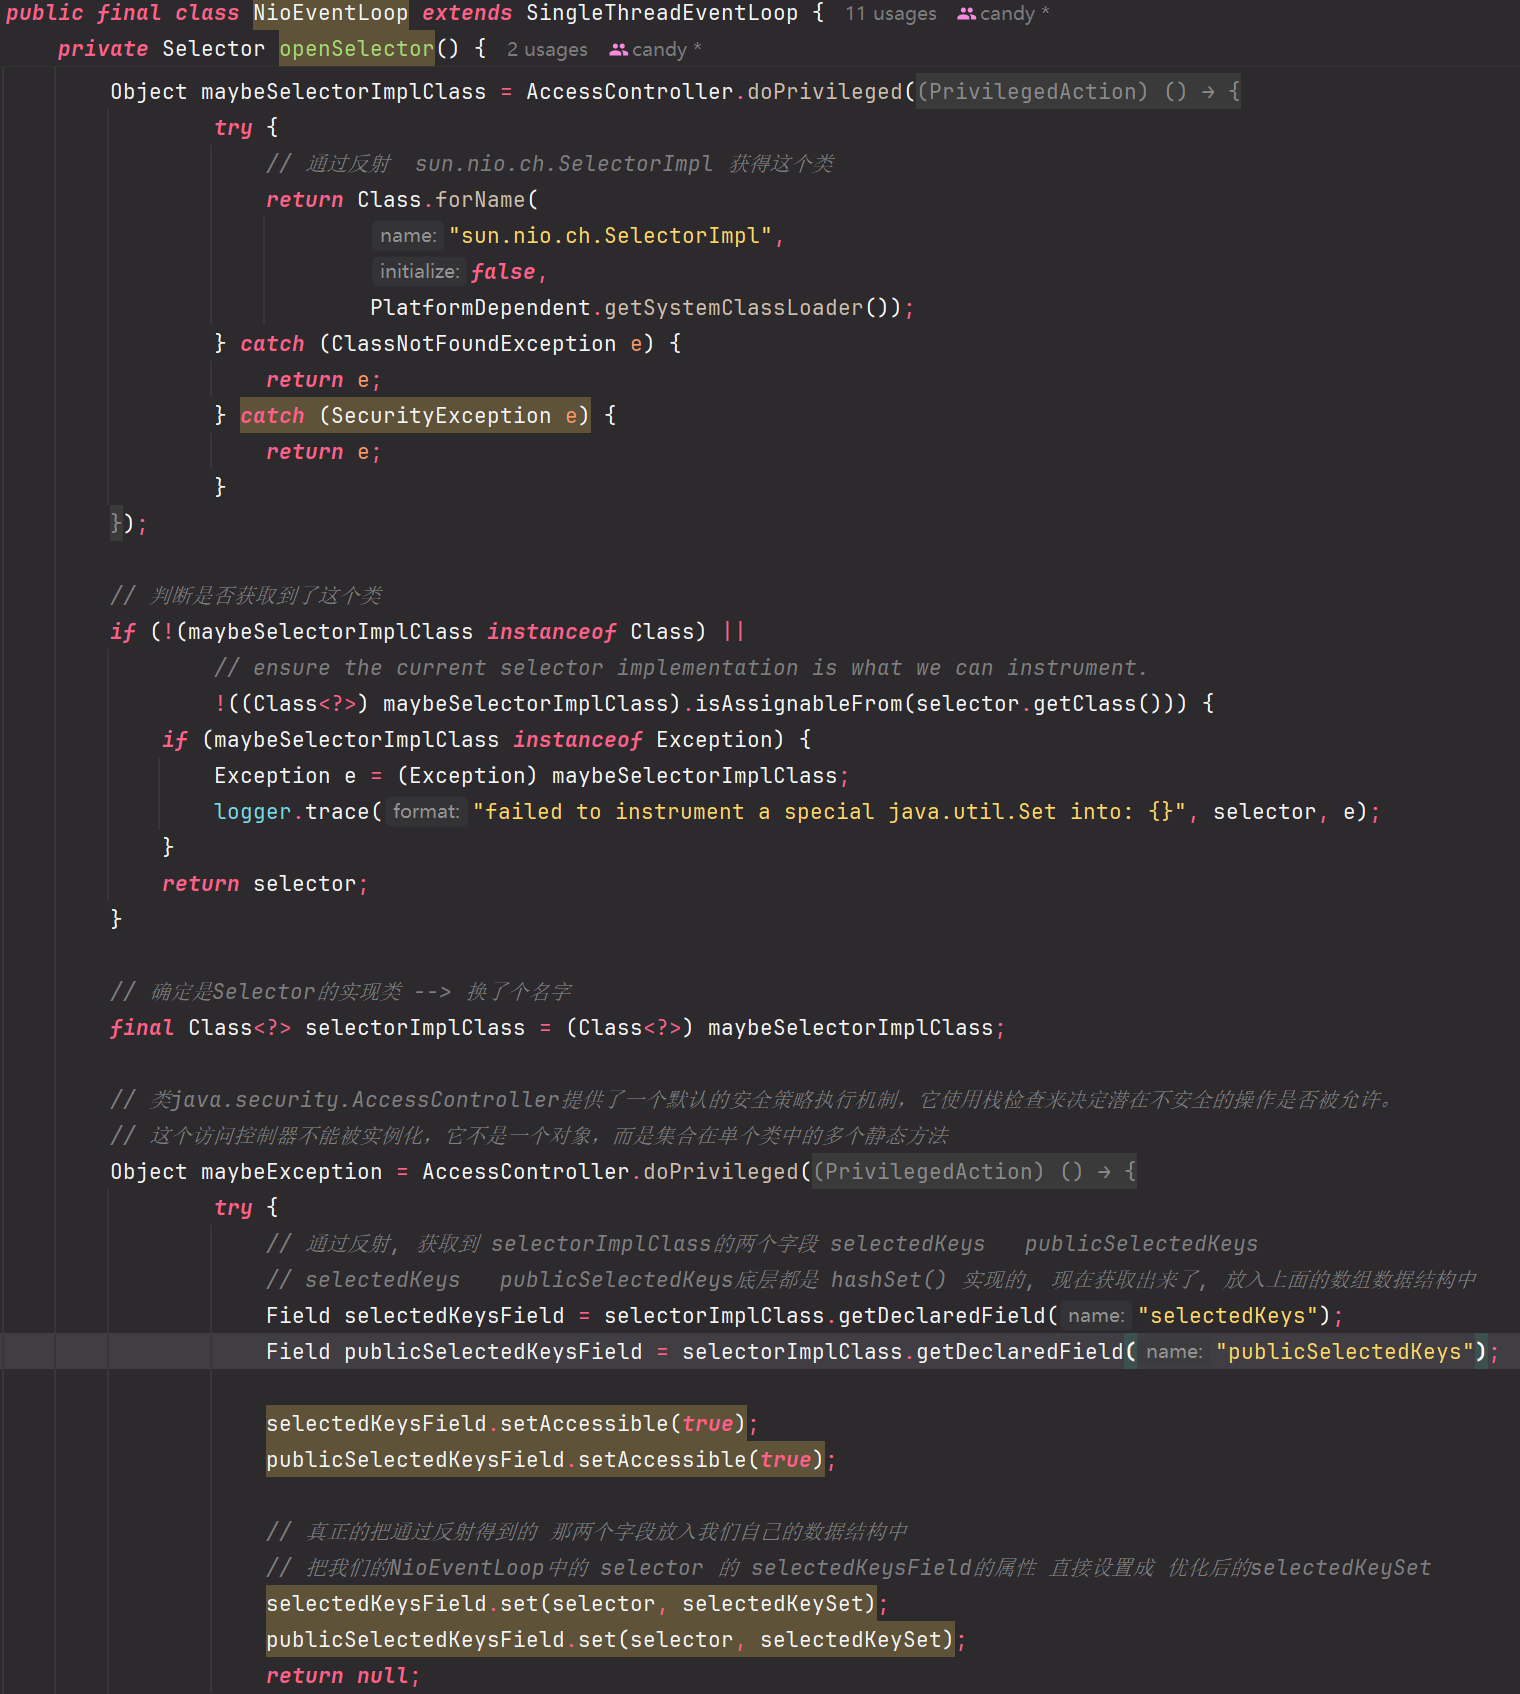 public final class NioEventLoop extends SingleThreadEventLoop {  11 usages  candy *
    private Selector openSelector() {  2 usages  candy *
        Object maybeSelectorImplClass = AccessController.doPrivileged((PrivilegedAction) () → {
                try {
                    // 通过反射  sun.nio.ch.SelectorImpl 获得这个类
                    return Class.forName(
                            name: "sun.nio.ch.SelectorImpl",
                            initialize: false,
                            PlatformDependent.getSystemClassLoader());
                } catch (ClassNotFoundException e) {
                    return e;
                } catch (SecurityException e) {
                    return e;
                }
        });
        // 判断是否获取到了这个类
        if (!(maybeSelectorImplClass instanceof Class) ||
                // ensure the current selector implementation is what we can instrument.
                !((Class<?>) maybeSelectorImplClass).isAssignableFrom(selector.getClass())) {
            if (maybeSelectorImplClass instanceof Exception) {
                Exception e = (Exception) maybeSelectorImplClass;
                logger.trace( format: "failed to instrument a special java.util.Set into: {}", selector, e);
            }
            return selector;
        }
        // 确定是Selector的实现类 --> 换了个名字
        final Class<?> selectorImplClass = (Class<?>) maybeSelectorImplClass;
        // 类java.security.AccessController提供了一个默认的安全策略执行机制，它使用栈检查来决定潜在不安全的操作是否被允许。
        // 这个访问控制器不能被实例化，它不是一个对象，而是集合在单个类中的多个静态方法
        Object maybeException = AccessController.doPrivileged((PrivilegedAction) () → {
                try {
                    // 通过反射, 获取到 selectorImplClass的两个字段 selectedKeys   publicSelectedKeys
                    // selectedKeys   publicSelectedKeys底层都是 hashSet() 实现的, 现在获取出来了, 放入上面的数组数据结构中
                    Field selectedKeysField = selectorImplClass.getDeclaredField( name: "selectedKeys");
                    Field publicSelectedKeysField = selectorImplClass.getDeclaredField( name: "publicSelectedKeys");
                    selectedKeysField.setAccessible(true);
                    publicSelectedKeysField.setAccessible(true);
                    // 真正的把通过反射得到的 那两个字段放入我们自己的数据结构中
                    // 把我们的NioEventLoop中的 selector 的 selectedKeysField的属性 直接设置成 优化后的selectedKeySet
                    selectedKeysField.set(selector, selectedKeySet);
                    publicSelectedKeysField.set(selector, selectedKeySet);
                    return null;